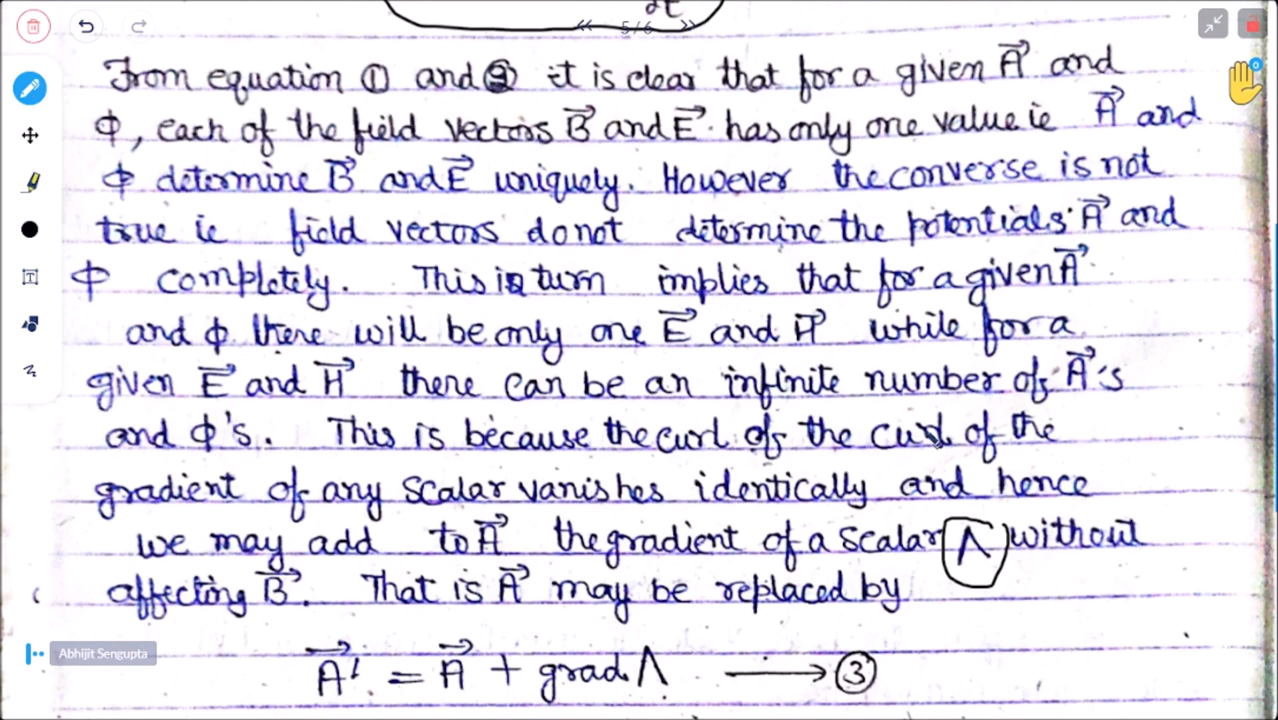 ∂t
5/6
From equation ① and ② it is clear that for a given A⃗ and
ϕ, each of the field vectors B⃗ and E⃗ has only one value ie A⃗ and
ϕ determine B⃗ and E⃗ uniquely. However the converse is not
true ie field vectors do not determine the potentials A⃗ and
ϕ completely. This in turn implies that for a given A⃗
and ϕ there will be only one E⃗ and H⃗ while for a
given E⃗ and H⃗ there can be an infinite number of A⃗'s
and ϕ's. This is because the curl of the curl of the
gradient of any scalar vanishes identically and hence
we may add to A⃗ the gradient of a scalar Λ without
affecting B⃗. That is A⃗ may be replaced by
Abhijit Sengupta
A⃗' = A⃗ + grad Λ ⟶ ③